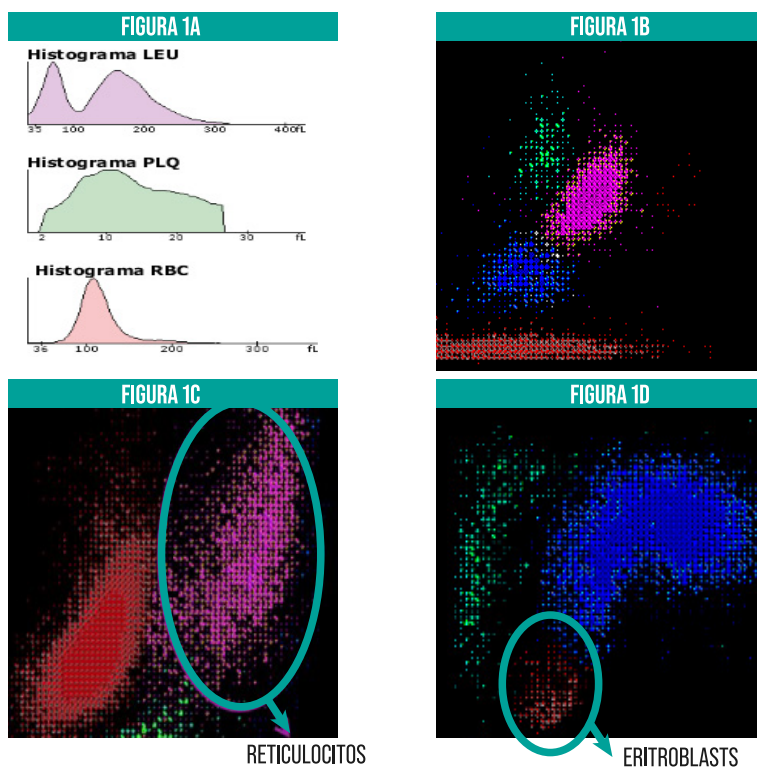 FIGURA 1A
Histograma LEU
35 100 200 300 400fL
Histograma PLQ
2 10 20 30 fL
Histograma RBC
36 100 300 fL
FIGURA 1B
FIGURA 1C
RETICULOCITOS
FIGURA 1D
ERITROBLASTS